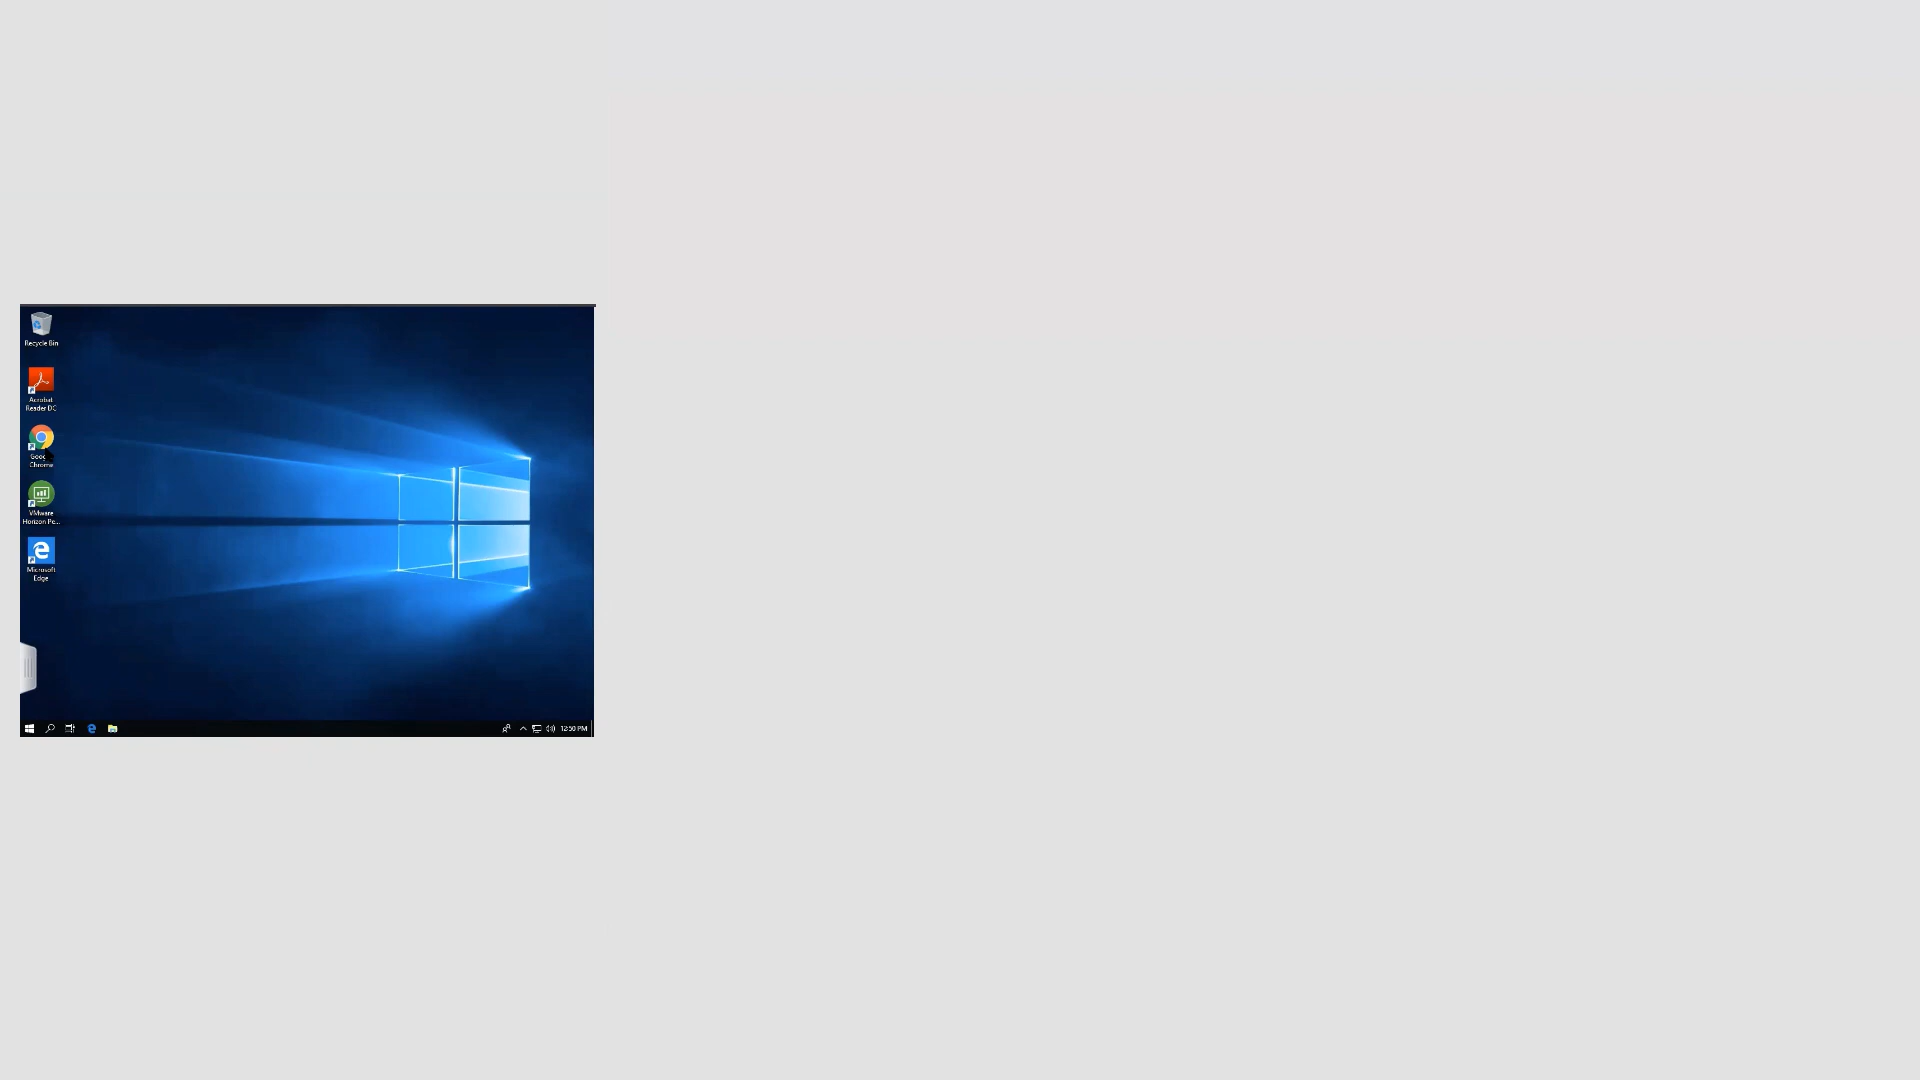 Recycle Bin
Acrobat
Reader DC
Chrome
VMware
Horizon Pe...
Microsoft
Edge
12:50 PM